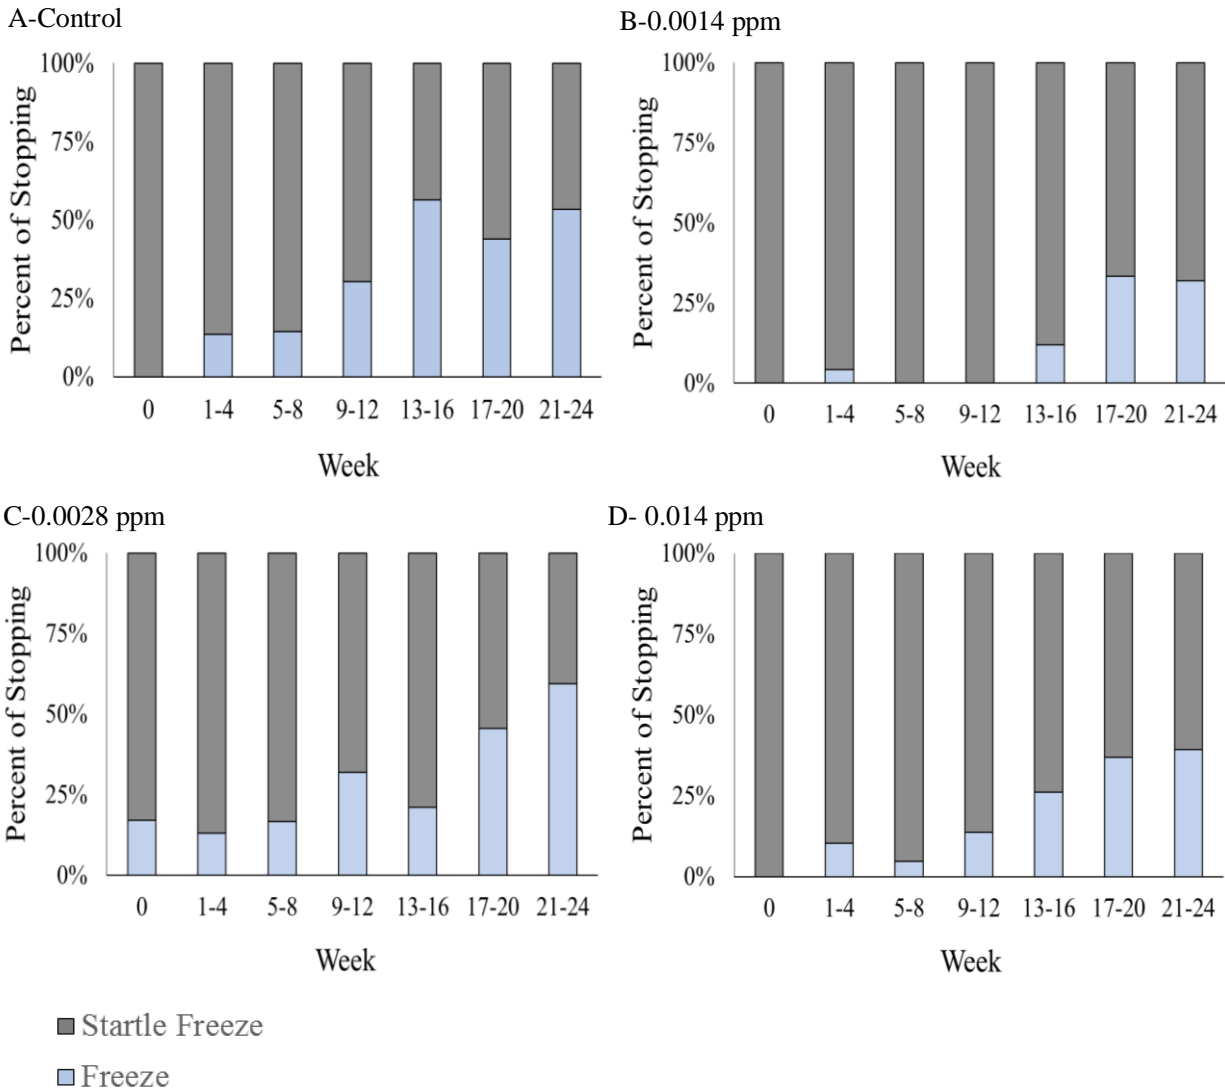 A-Control
100%
75%
50%
25%
0%
Percent of Stopping
0 1-4 5-8 9-12 13-16 17-20 21-24
Week
B-0.0014 ppm
100%
75%
50%
25%
0%
Percent of Stopping
0 1-4 5-8 9-12 13-16 17-20 21-24
Week
C-0.0028 ppm
100%
75%
50%
25%
0%
Percent of Stopping
0 1-4 5-8 9-12 13-16 17-20 21-24
Week
D- 0.014 ppm
100%
75%
50%
25%
0%
Percent of Stopping
0 1-4 5-8 9-12 13-16 17-20 21-24
Week
Startle Freeze
Freeze